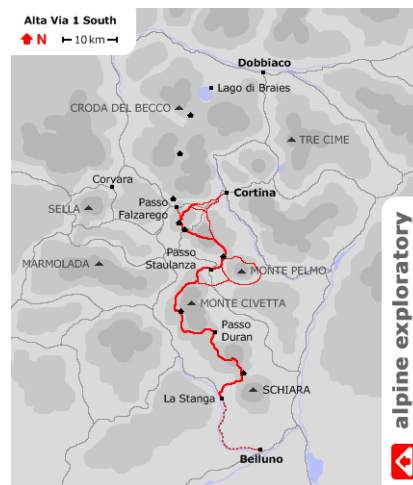 Alta Via 1 South
N 10 km
Dobbiaco
Lago di Braies
CRODA DEL BECCO
TRE CIME
Corvara
Cortina
SELLA
Passo
Falzarego
Passo
Staulanza
MARMOLADA
MONTE PELMO
MONTE CIVETTA
Passo
Duran
SCHIARA
La Stanga
Belluno
alpine exploratory